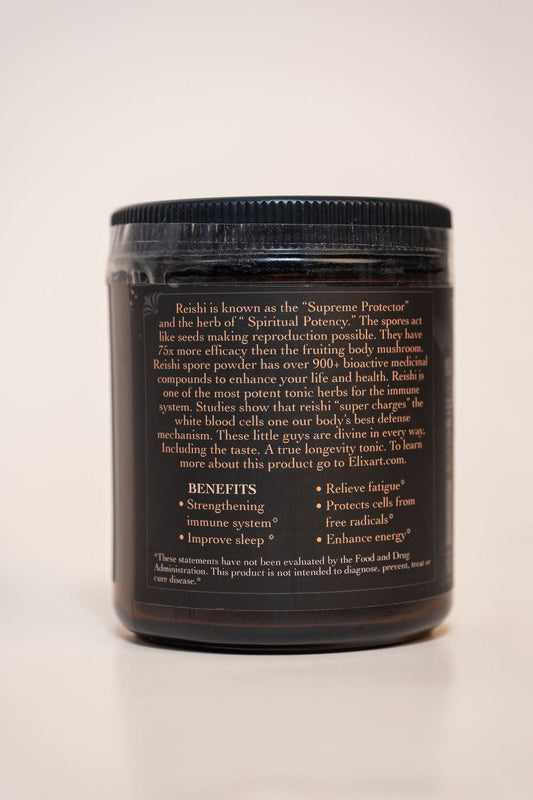 Reishi is known as the “Supreme Protector”
and the herb of “ Spiritual Potency.” The spores act
like seeds making reproduction possible. They have
75x more efficacy then the fruiting body mushroom.
Reishi spore powder has over 900+ bioactive medicinal
compounds to enhance your life and health. Reishi is
one of the most potent tonic herbs for the immune
system. Studies show that reishi “super charges” the
white blood cells one our body’s best defense
mechanism. These little guys are divine in every way.
Including the taste. A true longevity tonic. To learn
more about this product go to Elixart.com.
BENEFITS
• Strengthening
immune system°
• Improve sleep °
• Relieve fatigue°
• Protects cells from
free radicals°
• Enhance energy°
°These statements have not been evaluated by the Food and Drug
Administration. This product is not intended to diagnose, prevent, treat or
cure disease.°